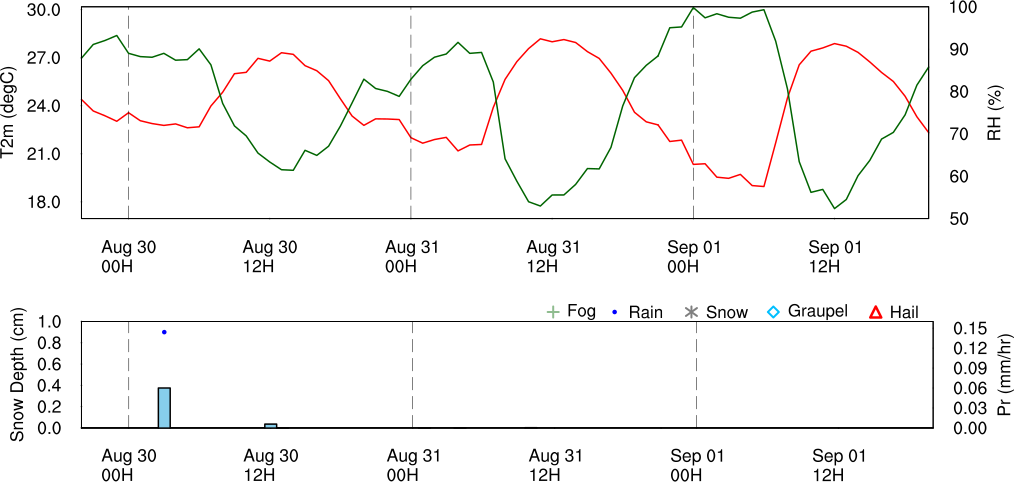 30.0
27.0
24.0
21.0
18.0
T2m (degC)
100
90
80
70
60
50
RH (%)
Aug 30 00H
Aug 30 12H
Aug 31 00H
Aug 31 12H
Sep 01 00H
Sep 01 12H
Fog Rain Snow Graupel Hail
1.0
0.8
0.6
0.4
0.2
0.0
Snow Depth (cm)
0.15
0.12
0.09
0.06
0.03
0.00
Pr (mm/hr)
Aug 30 00H
Aug 30 12H
Aug 31 00H
Aug 31 12H
Sep 01 00H
Sep 01 12H